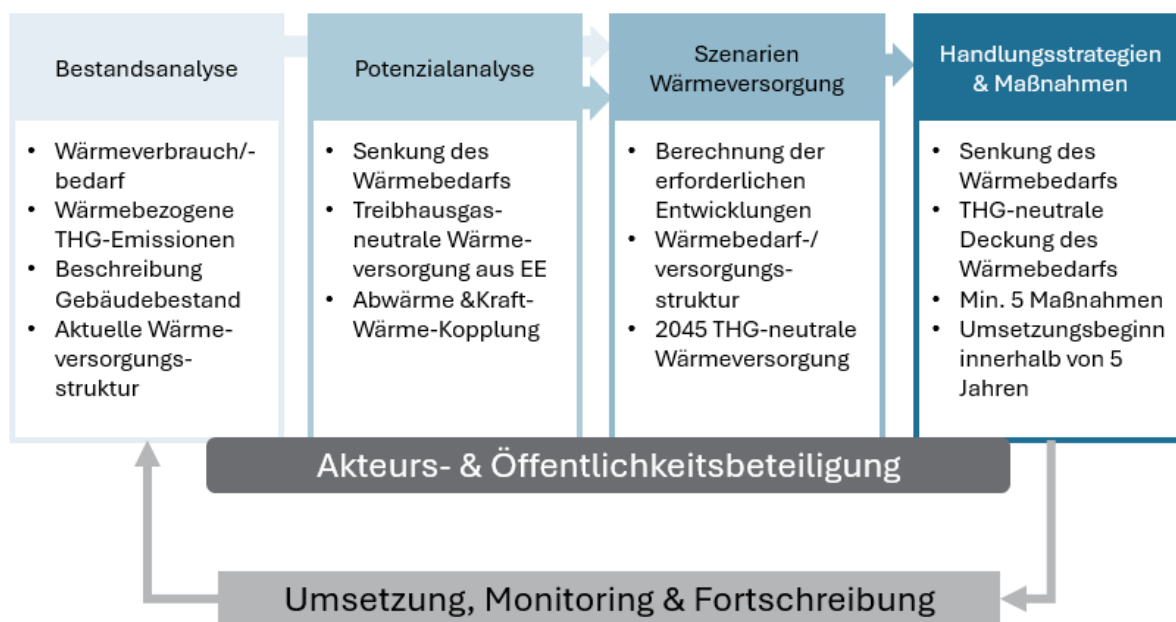 Bestandsanalyse
• Wärmeverbrauch/-
bedarf
• Wärmebezogene
THG-Emissionen
• Beschreibung
Gebäudebestand
• Aktuelle Wärme-
versorgungs-
struktur
Potenzialanalyse
• Senkung des
Wärmebedarfs
• Treibhausgas-
neutrale Wärme-
versorgung aus EE
• Abwärme &Kraft-
Wärme-Kopplung
Szenarien
Wärmeversorgung
• Berechnung der
erforderlichen
Entwicklungen
• Wärmebedarf-/
versorgungs-
struktur
• 2045 THG-neutrale
Wärmeversorgung
Handlungsstrategien
& Maßnahmen
• Senkung des
Wärmebedarfs
• THG-neutrale
Deckung des
Wärmebedarfs
• Min. 5 Maßnahmen
• Umsetzungsbeginn
innerhalb von 5
Jahren
Akteurs- & Öffentlichkeitsbeteiligung
Umsetzung, Monitoring & Fortschreibung